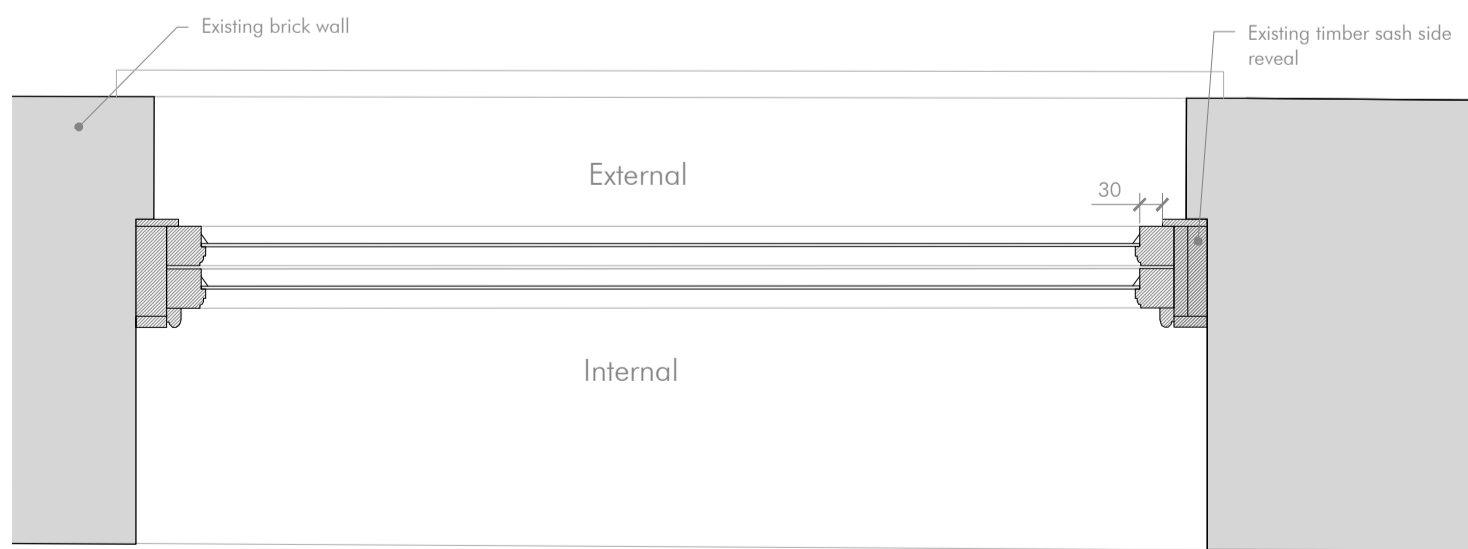 Existing brick wall
Existing timber sash side
reveal
External
30
Internal